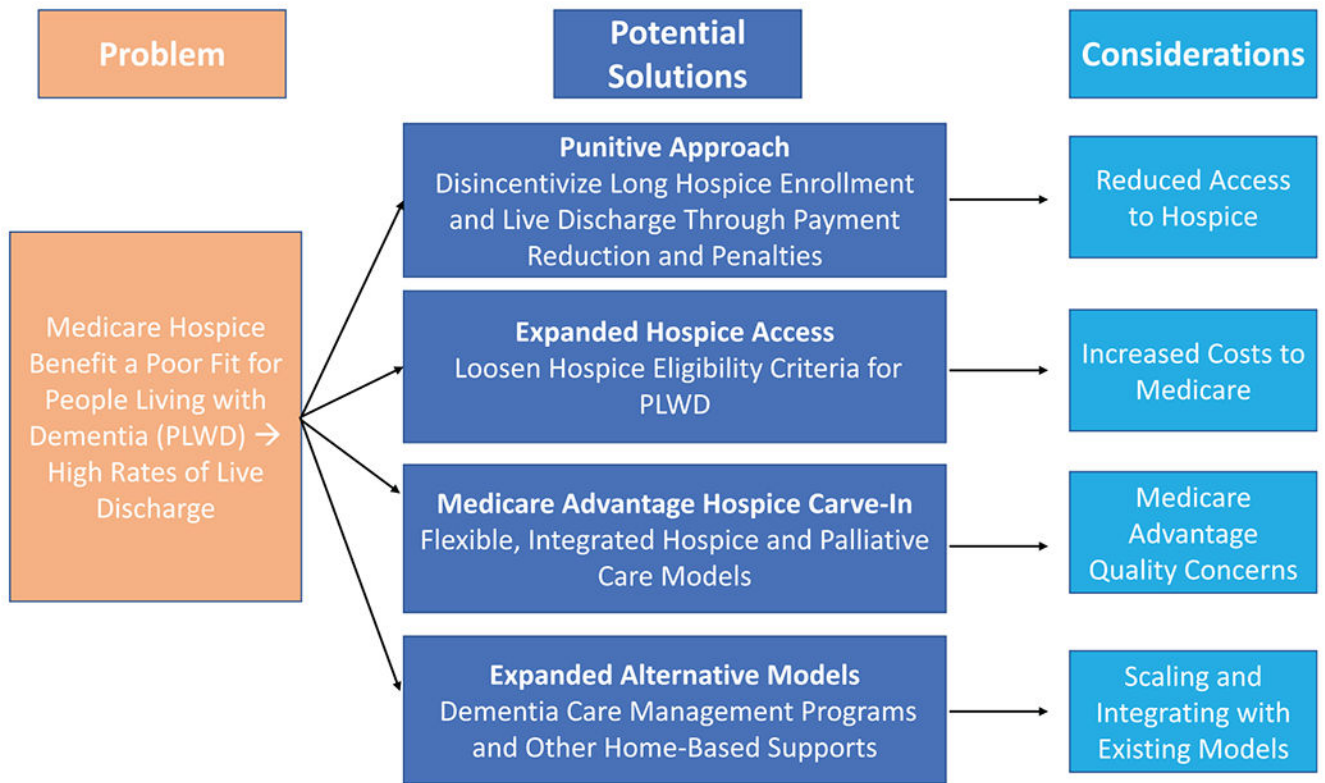 Problem
Potential
Solutions
Considerations
Medicare Hospice
Benefit a Poor Fit for
People Living with
Dementia (PLWD) →
High Rates of Live
Discharge
Punitive Approach
Disincentivize Long Hospice Enrollment
and Live Discharge Through Payment
Reduction and Penalties
Reduced Access
to Hospice
Expanded Hospice Access
Loosen Hospice Eligibility Criteria for
PLWD
Increased Costs to
Medicare
Medicare Advantage Hospice Carve-In
Flexible, Integrated Hospice and Palliative
Care Models
Medicare
Advantage
Quality Concerns
Expanded Alternative Models
Dementia Care Management Programs
and Other Home-Based Supports
Scaling and
Integrating with
Existing Models